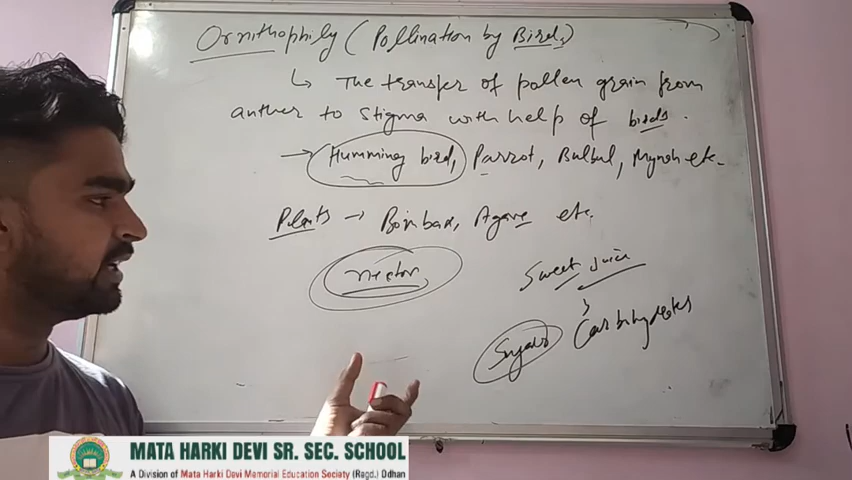 Ornithophily (Pollination by Birds)
↳ The transfer of pollen grain from
anther to stigma with help of birds.
→ Humming bird, Parrot, Bulbul, Mynah etc.
Plants → Bombax, Agave etc.
nector
Sweet juice
Sugars Carbohydrates
MATA HARKI DEVI SR. SEC. SCHOOL
A Division of Mata Harki Devi Memorial Education Society (Regd.) Odhan